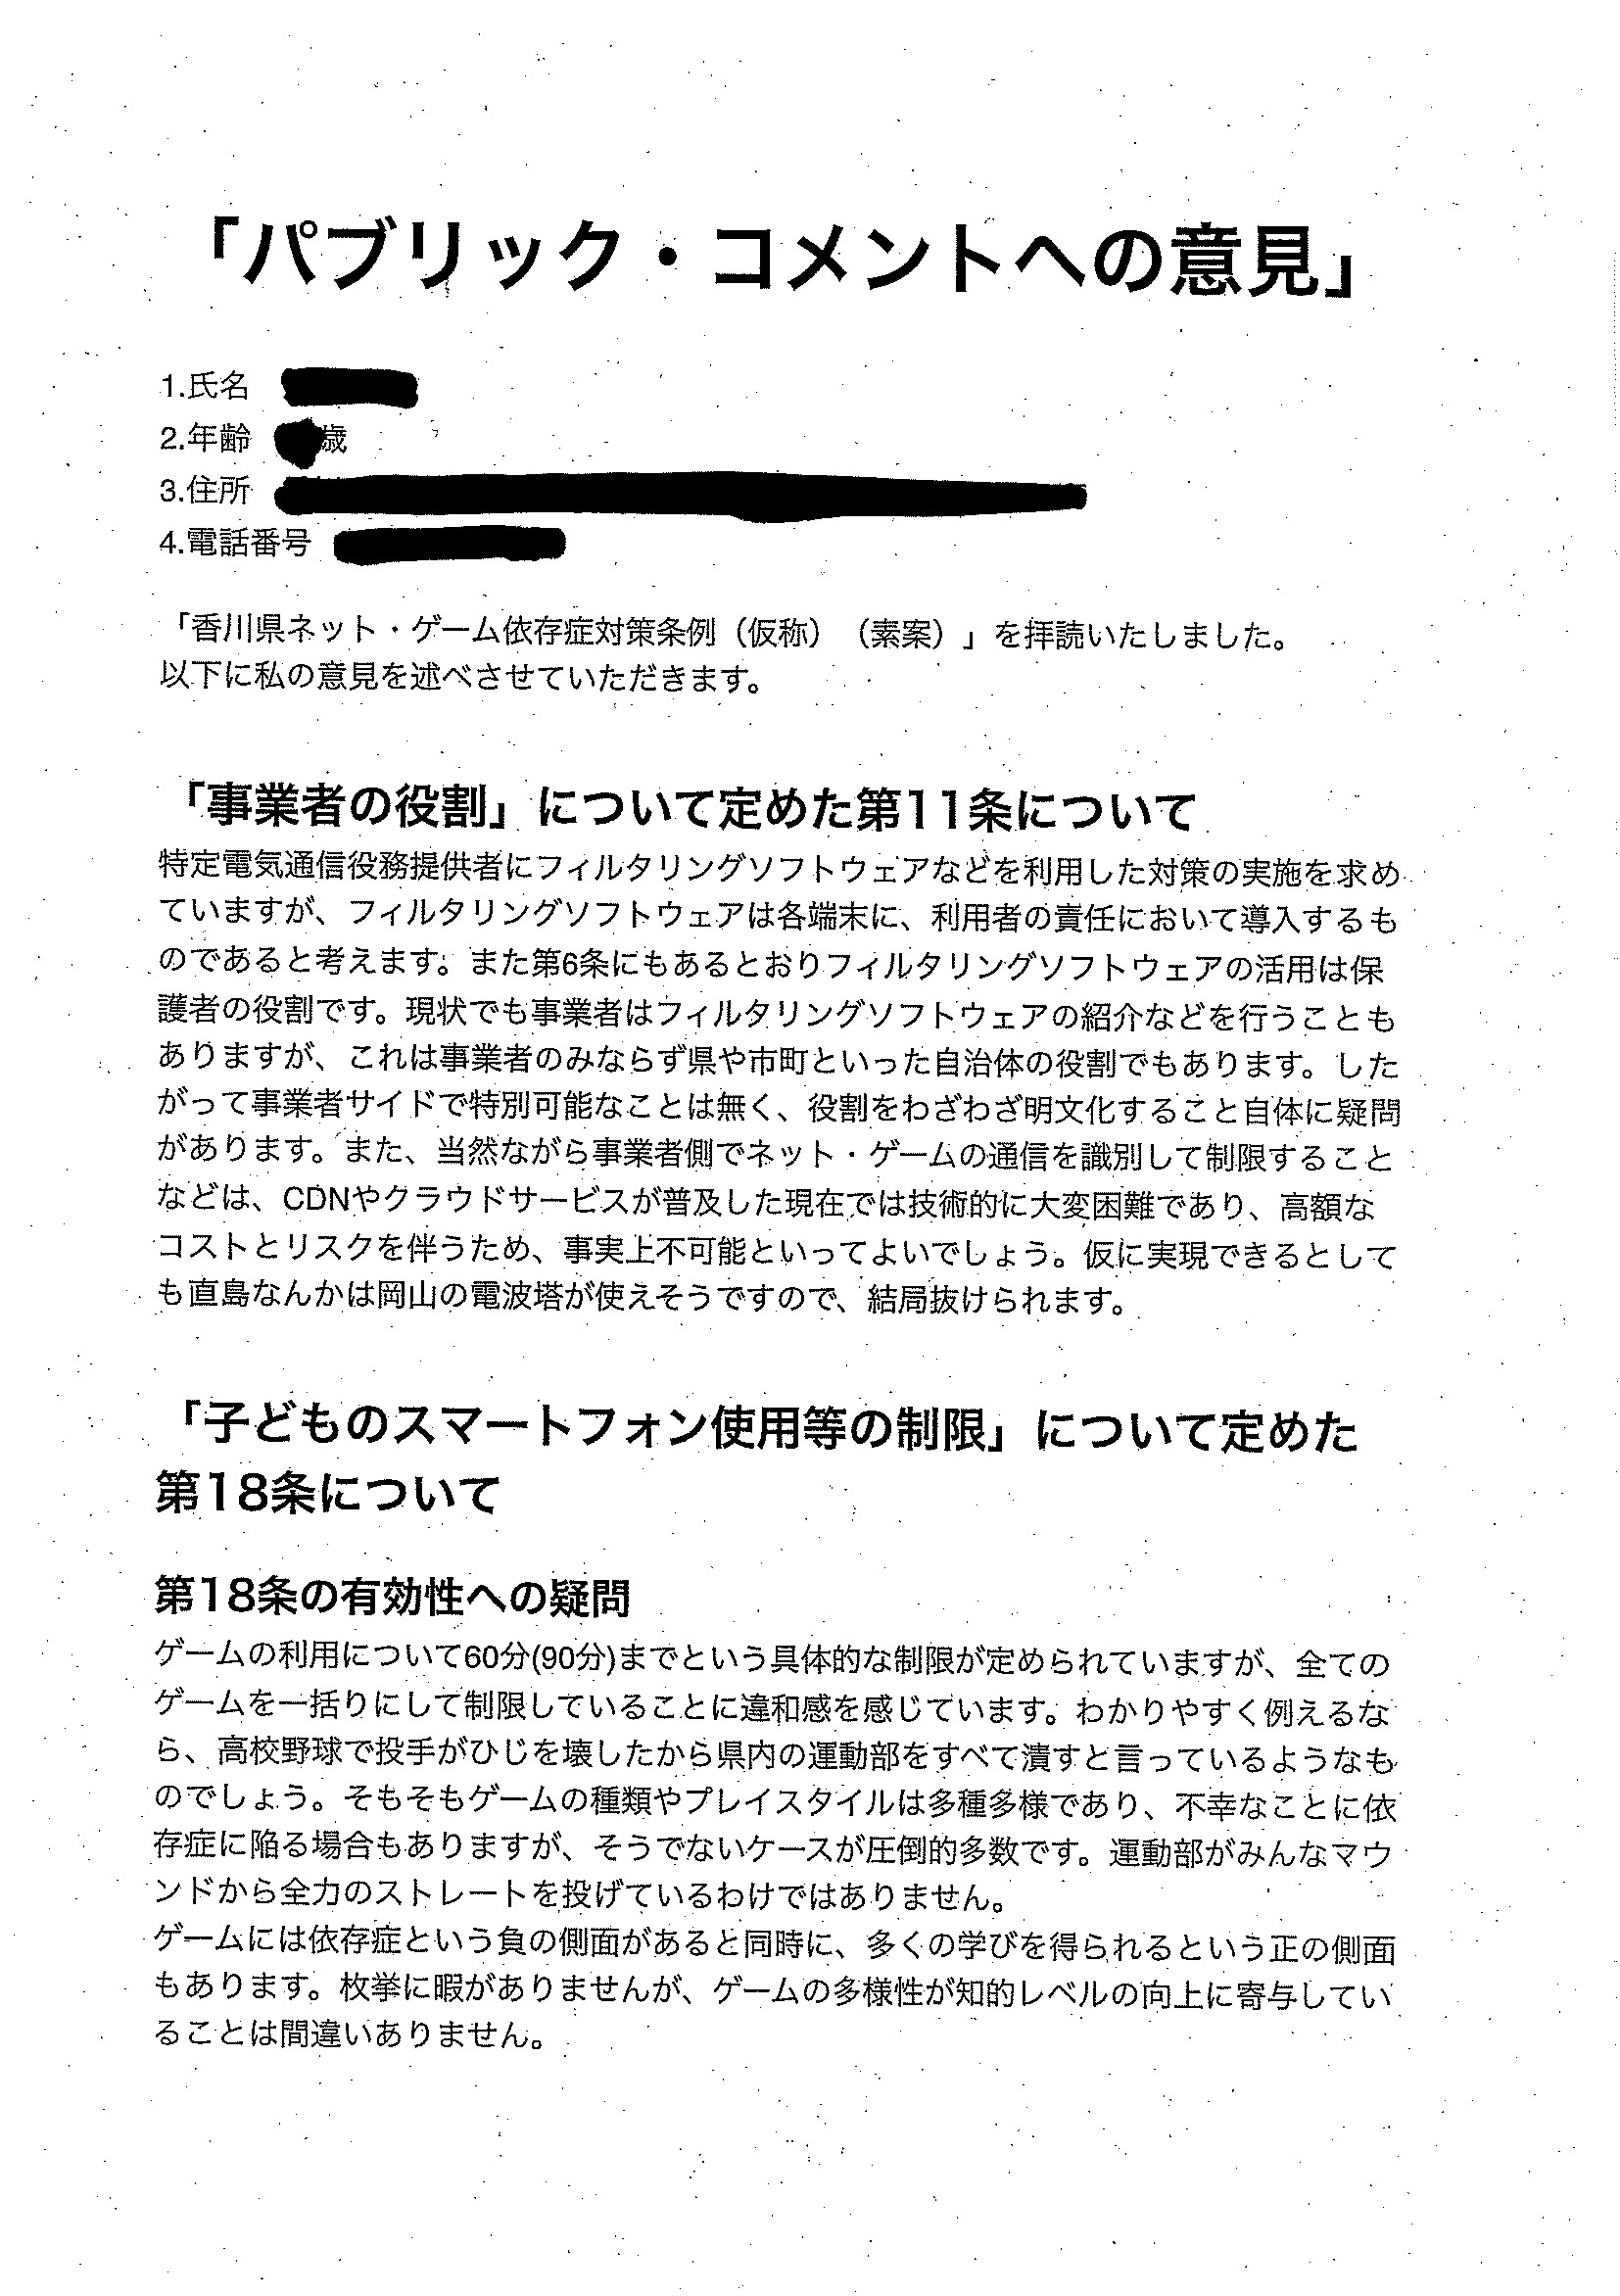 「パブリック・コメントへの意見」
1.氏名
2.年齢 歳
3.住所
4.電話番号
「香川県ネット・ゲーム依存症対策条例（仮称）（素案）」を拝読いたしました。
以下に私の意見を述べさせていただきます。
「事業者の役割」について定めた第11条について
特定電気通信役務提供者にフィルタリングソフトウェアなどを利用した対策の実施を求め
ていますが、フィルタリングソフトウェアは各端末に、利用者の責任において導入するも
のであると考えます。また第6条にもあるとおりフィルタリングソフトウェアの活用は保
護者の役割です。現状でも事業者はフィルタリングソフトウェアの紹介などを行うことも
ありますが、これは事業者のみならず県や市町といった自治体の役割でもあります。した
がって事業者サイドで特別可能なことは無く、役割をわざわざ明文化すること自体に疑問
があります。また、当然ながら事業者側でネット・ゲームの通信を識別して制限すること
などは、CDNやクラウドサービスが普及した現在では技術的に大変困難であり、高額な
コストとリスクを伴うため、事実上不可能といってよいでしょう。仮に実現できるとして
も直島なんかは岡山の電波塔が使えそうですので、結局抜けられます。
「子どものスマートフォン使用等の制限」について定めた
第18条について
第18条の有効性への疑問
ゲームの利用について60分(90分)までという具体的な制限が定められていますが、全ての
ゲームを一括りにして制限していることに違和感を感じています。わかりやすく例えるな
ら、高校野球で投手がひじを壊したから県内の運動部をすべて潰すと言っているようなも
のでしょう。そもそもゲームの種類やプレイスタイルは多種多様であり、不幸なことに依
存症に陥る場合もありますが、そうでないケースが圧倒的多数です。運動部がみんなマウ
ンドから全力のストレートを投げているわけではありません。
ゲームには依存症という負の側面があると同時に、多くの学びを得られるという正の側面
もあります。枚挙に暇がありませんが、ゲームの多様性が知的レベルの向上に寄与してい
ることは間違いありません。